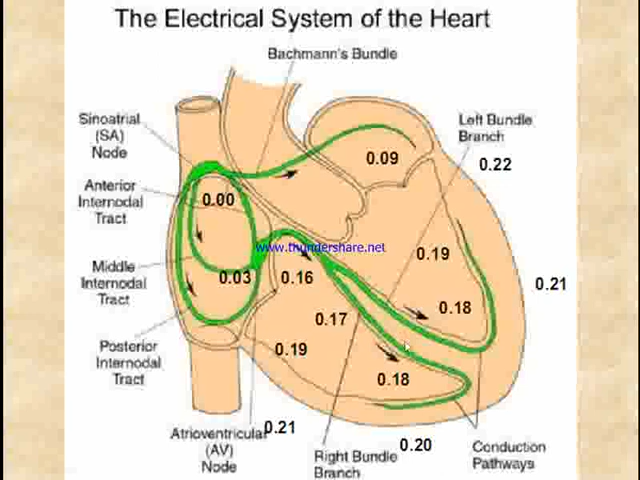 The Electrical System of the Heart
Bachmann's Bundle
Sinoatrial
(SA)
Node
Left Bundle
Branch
0.09
0.22
Anterior
Internodal
Tract
0.00
www.thundershare.net
0.19
Middle
Internodal
Tract
0.03
0.16
0.21
0.18
0.17
Posterior
Internodal
Tract
0.19
0.18
Atrioventricular
(AV)
Node
0.21
Right Bundle
Branch
0.20
Conduction
Pathways